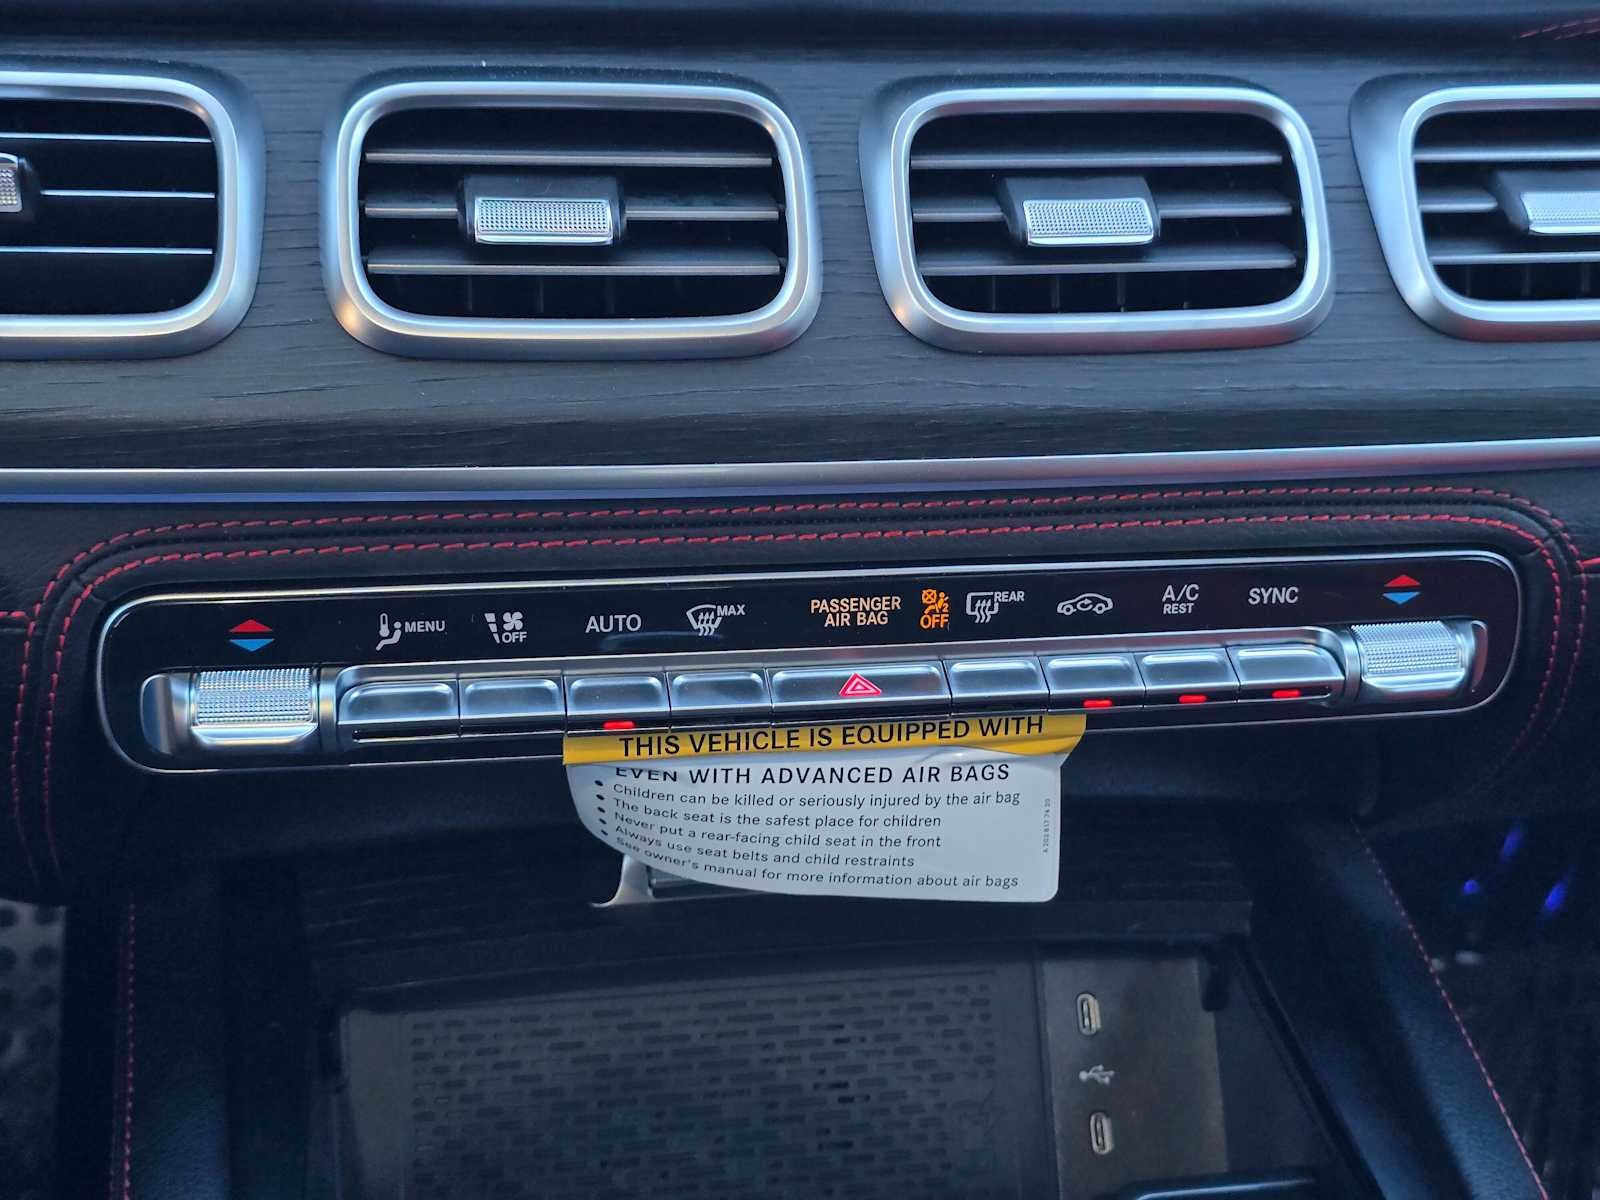 MENU
OFF
AUTO
MAX
PASSENGER
AIR BAG
2
OFF
REAR
A/C
REST
SYNC
THIS VEHICLE IS EQUIPPED WITH
EVEN WITH ADVANCED AIR BAGS
• Children can be killed or seriously injured by the air bag
• The back seat is the safest place for children
• Never put a rear-facing child seat in the front
• Always use seat belts and child restraints
• See owner's manual for more information about air bags